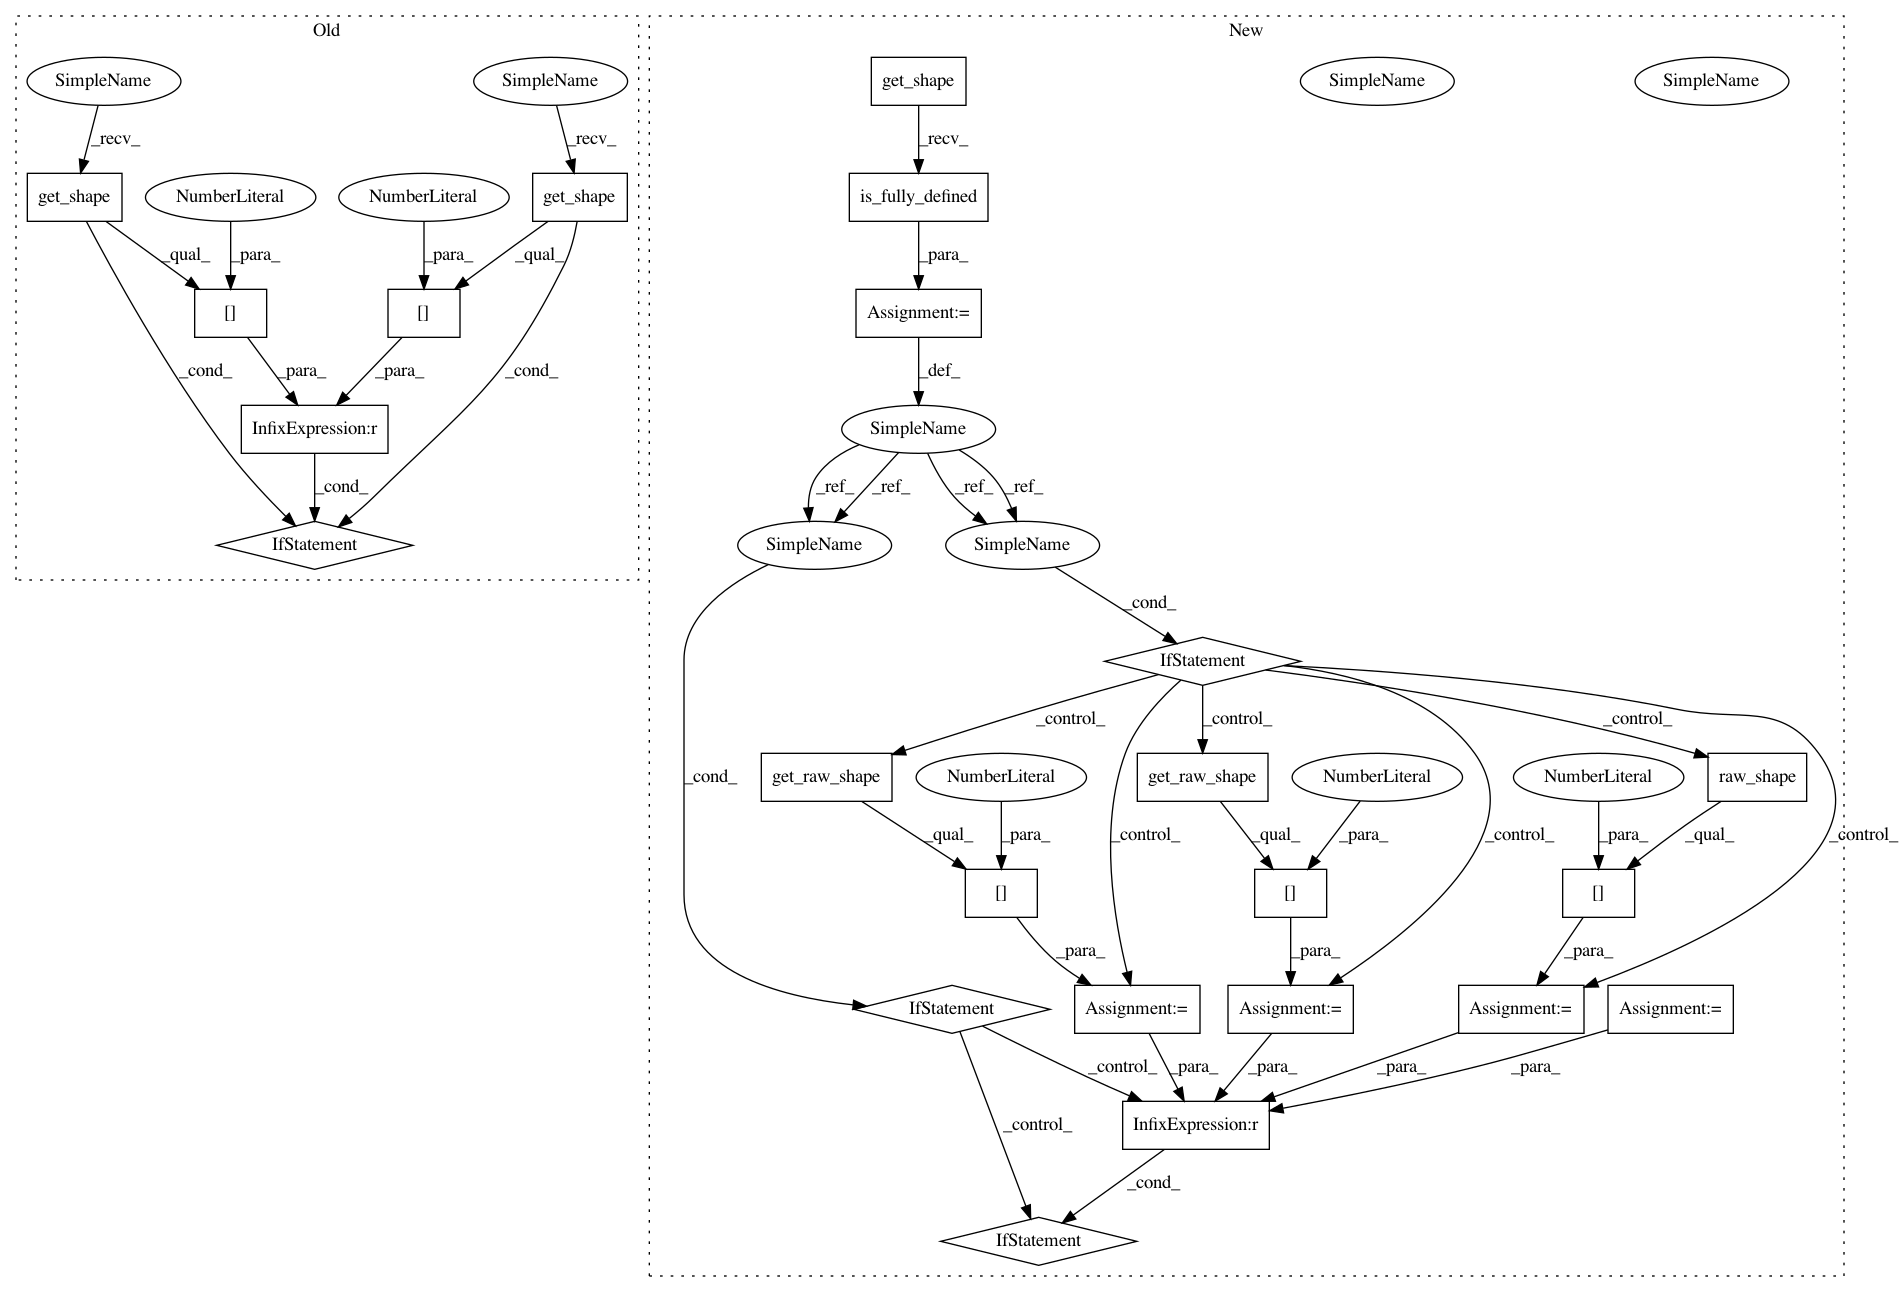 Old
New
SimpleName
SimpleName
get_shape
SimpleName
SimpleName
_recv_
_recv_
_recv_
get_shape
NumberLiteral
NumberLiteral
get_shape
is_fully_defined
_qual_
_para_
_para_
_qual_
_para_
[]
[]
Assignment:=
_cond_
_para_
_para_
_cond_
_def_
InfixExpression:r
SimpleName
_cond_
_ref_
_ref_
_ref_
_ref_
IfStatement
SimpleName
SimpleName
_cond_
IfStatement
_control_
_control_
_control_
_cond_
get_raw_shape
NumberLiteral
get_raw_shape
NumberLiteral
NumberLiteral
raw_shape
_qual_
_para_
_control_
_qual_
_para_
_control_
_para_
_qual_
_control_
[]
[]
[]
_para_
_para_
_para_
IfStatement
Assignment:=
Assignment:=
Assignment:=
Assignment:=
_control_
_para_
_para_
_para_
_para_
_control_
InfixExpression:r
_cond_
IfStatement